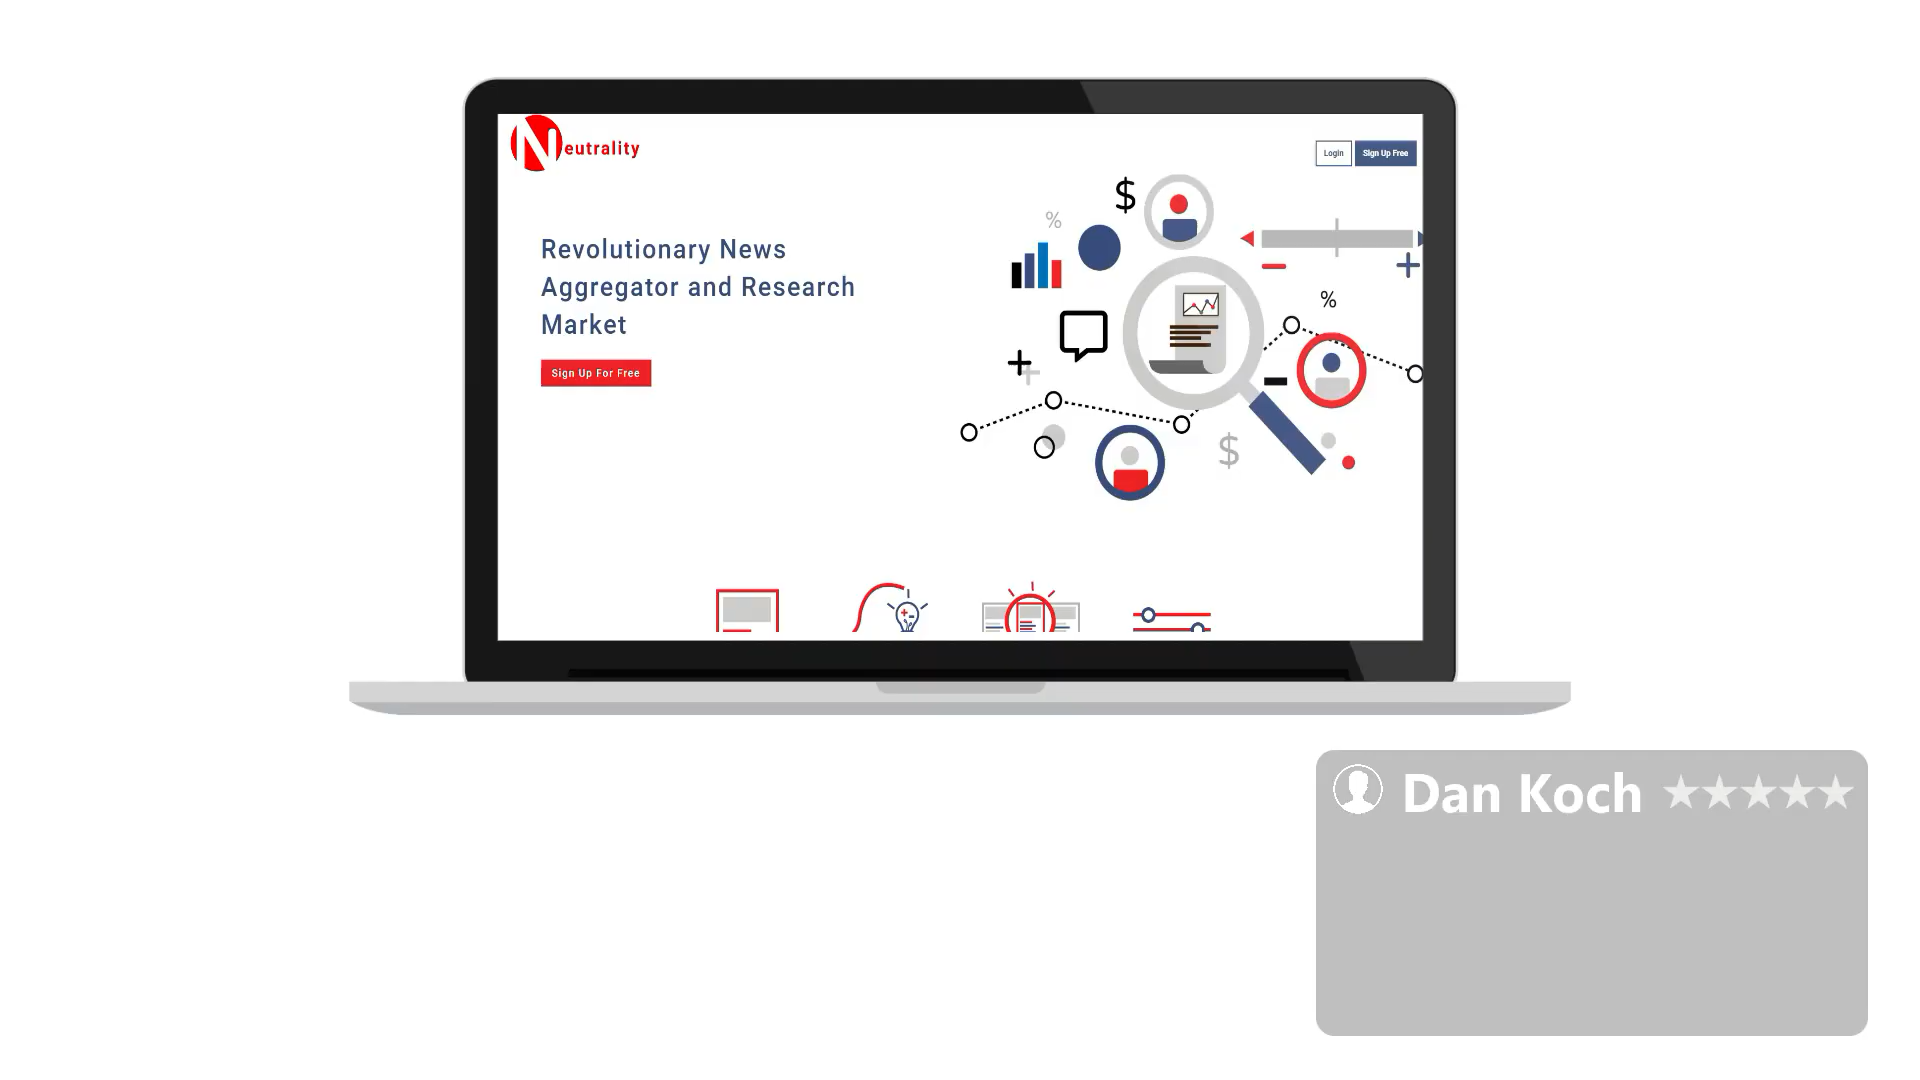 Neutrality
Login
Sign Up Free
$
%
Revolutionary News
Aggregator and Research
Market
%
Sign Up For Free
$
Dan Koch